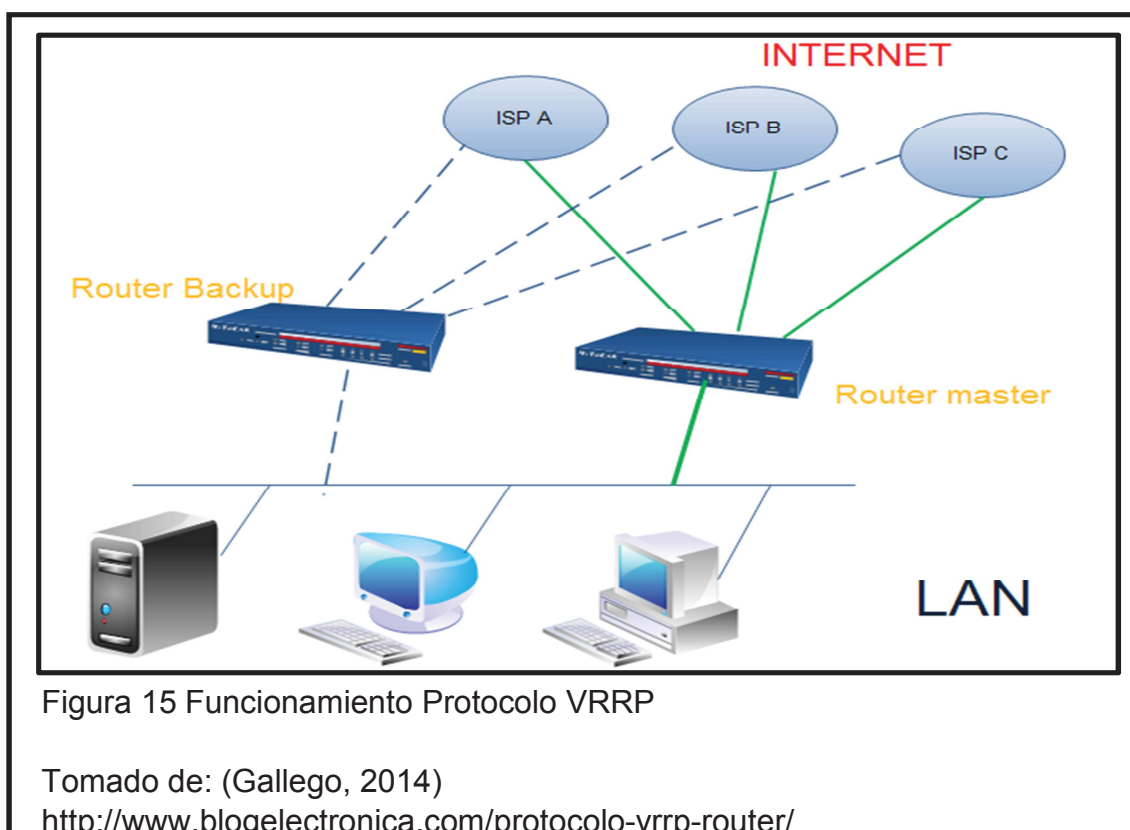 INTERNET
ISP A
ISP B
ISP C
Router Backup
Router master
LAN
Figura 15 Funcionamiento Protocolo VRRP
Tomado de: (Gallego, 2014)
http://www.blogelectronica.com/protocolo-vrrp-router/